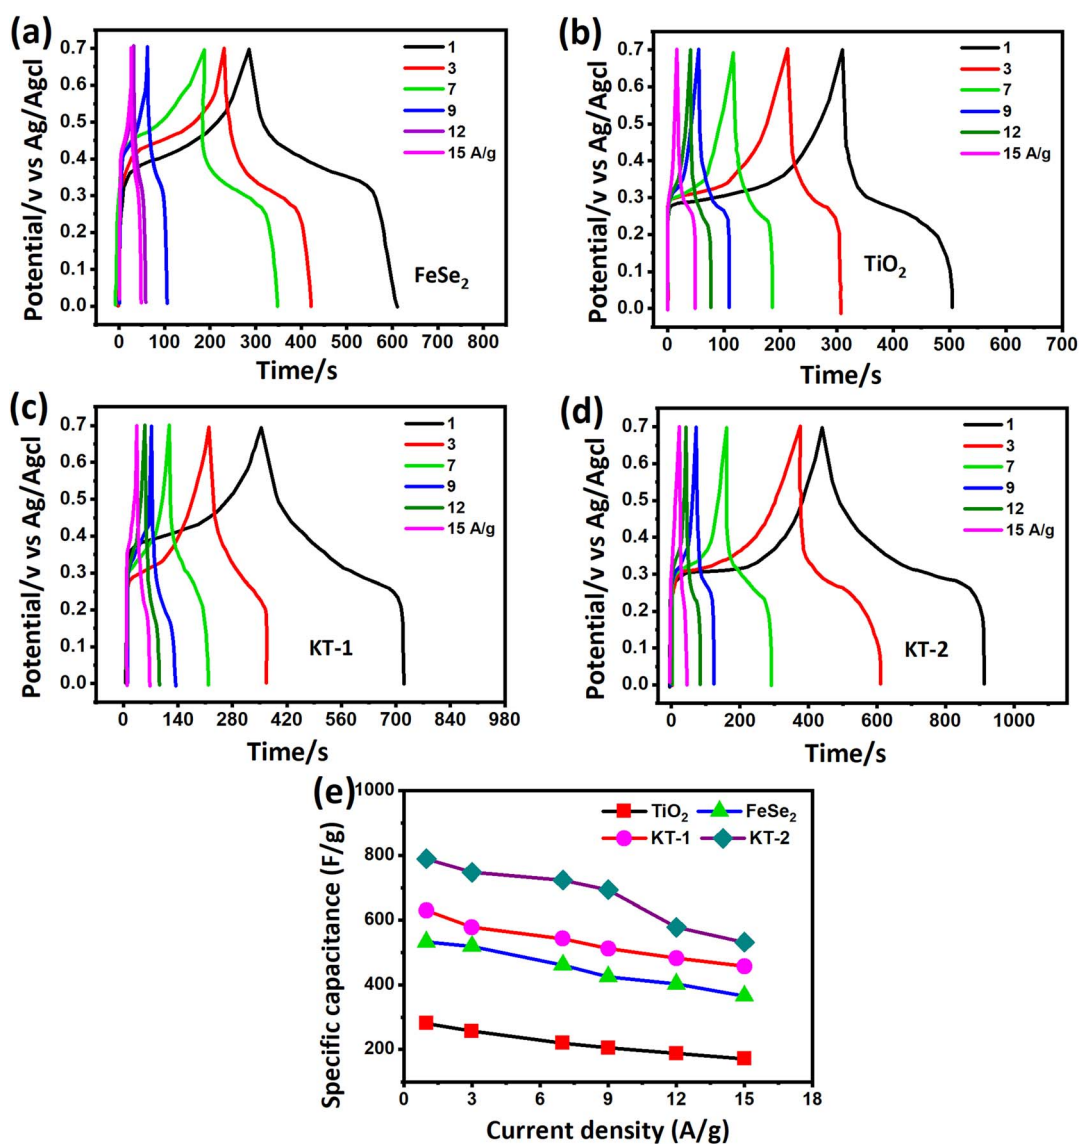 (a)
0.7
0.6
0.5
0.4
0.3
0.2
0.1
0.0
Potential/v vs Ag/Agcl
1
3
7
9
12
15 A/g
FeSe2
0 100 200 300 400 500 600 700 800
Time/s
(b)
0.7
0.6
0.5
0.4
0.3
0.2
0.1
0.0
Potential/v vs Ag/Agcl
1
3
7
9
12
15 A/g
TiO2
0 100 200 300 400 500 600 700
Time/s
(c)
0.7
0.6
0.5
0.4
0.3
0.2
0.1
0.0
Potential/v vs Ag/Agcl
1
3
7
9
12
15 A/g
KT-1
0 140 280 420 560 700 840 980
Time/s
(d)
0.7
0.6
0.5
0.4
0.3
0.2
0.1
0.0
Potential/v vs Ag/Agcl
1
3
7
9
12
15 A/g
KT-2
0 200 400 600 800 1000
Time/s
(e)
1000
800
600
400
200
Specific capacitance (F/g)
TiO2 FeSe2
KT-1 KT-2
0 3 6 9 12 15 18
Current density (A/g)